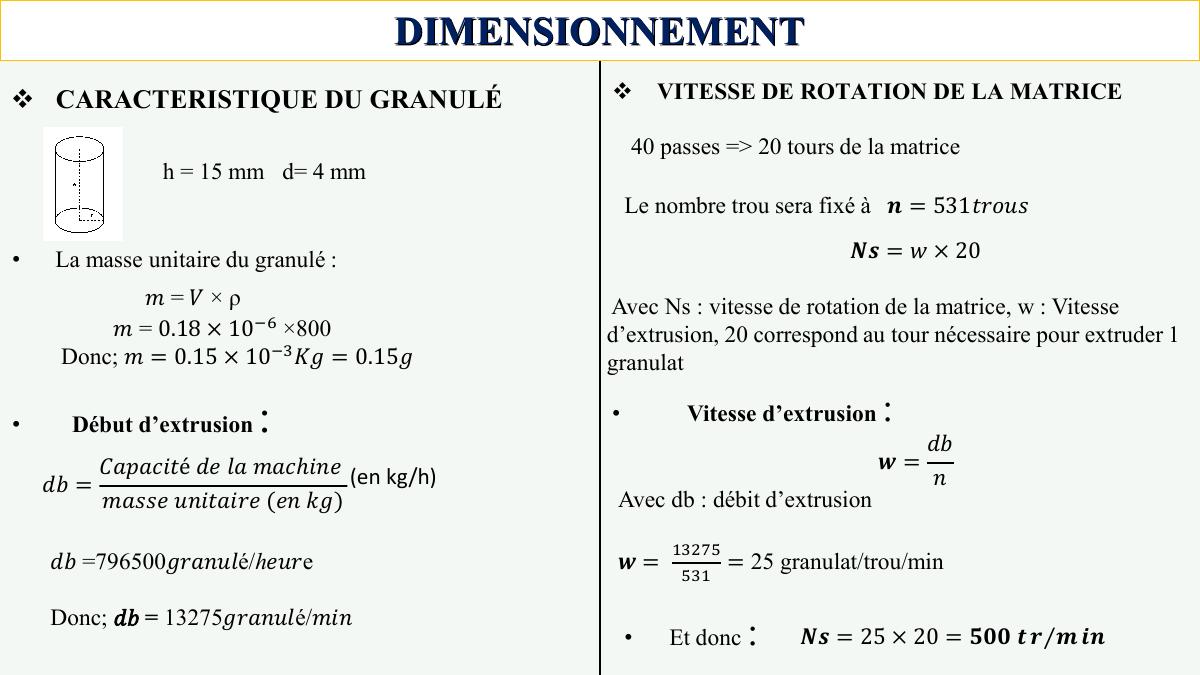 DIMENSIONNEMENT
❖ CARACTERISTIQUE DU GRANULÉ
h = 15 mm d= 4 mm
• La masse unitaire du granulé :
𝑚 = 𝑉 × ρ
𝑚 = 0.18 × 10⁻⁶ ×800
Donc; 𝑚 = 0.15 × 10⁻³𝐾𝑔 = 0.15𝑔
• Début d’extrusion :
𝑑𝑏 = 𝐶𝑎𝑝𝑎𝑐𝑖𝑡é 𝑑𝑒 𝑙𝑎 𝑚𝑎𝑐ℎ𝑖𝑛𝑒 / 𝑚𝑎𝑠𝑠𝑒 𝑢𝑛𝑖𝑡𝑎𝑖𝑟𝑒 (𝑒𝑛 𝑘𝑔) (en kg/h)
𝑑𝑏 =796500𝑔𝑟𝑎𝑛𝑢𝑙é/ℎ𝑒𝑢𝑟e
Donc; 𝒅𝒃 = 13275𝑔𝑟𝑎𝑛𝑢𝑙é/𝑚𝑖𝑛
❖ VITESSE DE ROTATION DE LA MATRICE
40 passes => 20 tours de la matrice
Le nombre trou sera fixé à 𝒏 = 531𝑡𝑟𝑜𝑢𝑠
𝑵𝒔 = 𝑤 × 20
Avec Ns : vitesse de rotation de la matrice, w : Vitesse
d’extrusion, 20 correspond au tour nécessaire pour extruder 1
granulat
• Vitesse d’extrusion :
𝒘 = 𝑑𝑏 / 𝑛
Avec db : débit d’extrusion
𝒘 = 13275 / 531 = 25 granulat/trou/min
• Et donc : 𝑵𝒔 = 25 × 20 = 𝟓𝟎𝟎 𝒕𝒓/𝒎𝒊𝒏